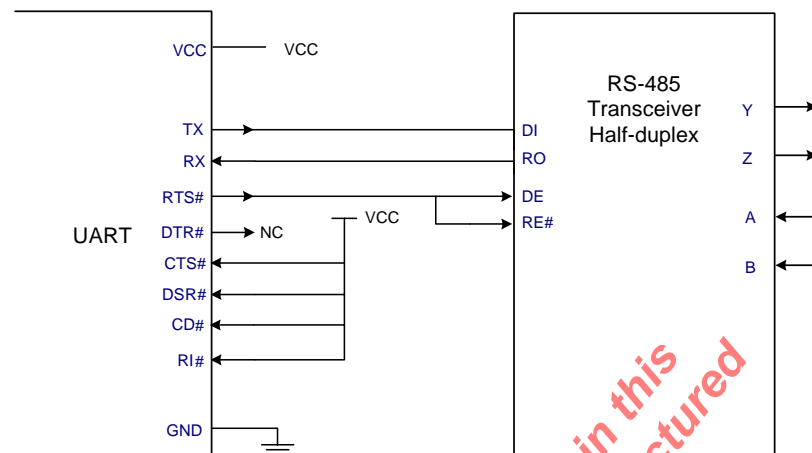 VCC
VCC
RS-485
Transceiver
Half-duplex
Y
TX
DI
RX
RO
Z
RTS#
DE
VCC
RE#
A
UART
DTR#
NC
CTS#
B
DSR#
CD#
RI#
in this
ctured
GND